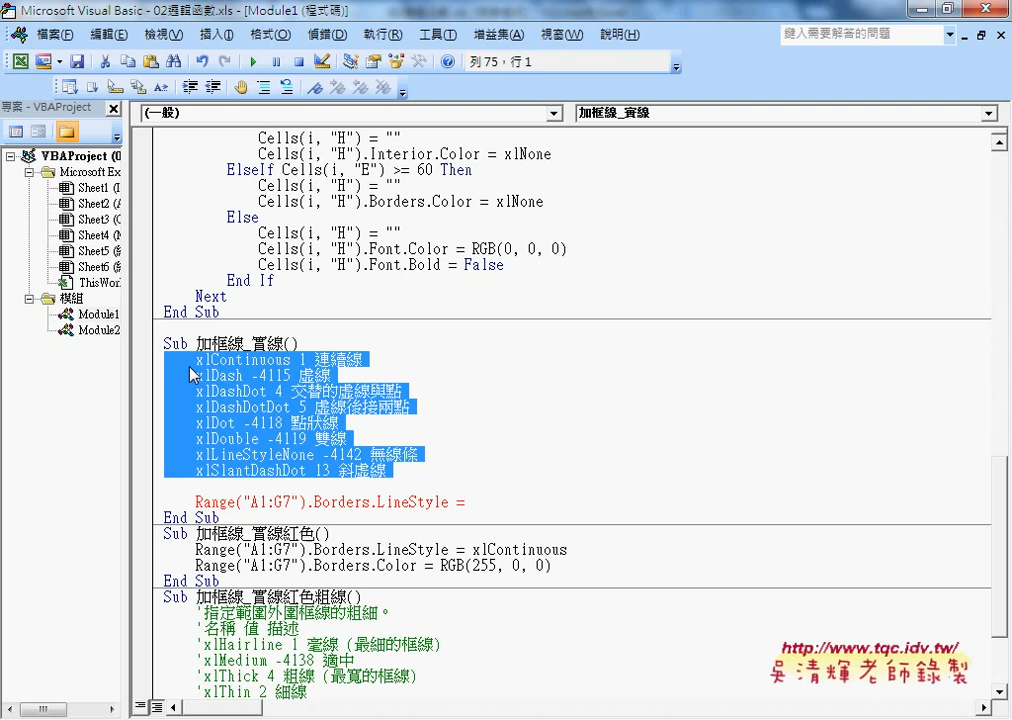 Microsoft Visual Basic - 02邏輯函數.xls - [Module1 (程式碼)]
檔案(F) 編輯(E) 檢視(V) 插入(I) 格式(O) 偵錯(D) 執行(R) 工具(T) 增益集(A) 視窗(W) 說明(H) 鍵入需要解答的問題
列 75，行 1
專案 - VBAProject
(一般) 加框線_實線
VBAProject (0
Microsoft Ex
Sheet1 (I
Sheet2 (
Sheet3 (
Sheet4 (
Sheet5 (
Sheet6 (
ThisWor
模組
Module1
Module2
Cells(i, "H") = ""
Cells(i, "H").Interior.Color = xlNone
ElseIf Cells(i, "E") >= 60 Then
Cells(i, "H") = ""
Cells(i, "H").Borders.Color = xlNone
Else
Cells(i, "H") = ""
Cells(i, "H").Font.Color = RGB(0, 0, 0)
Cells(i, "H").Font.Bold = False
End If
Next
End Sub
Sub 加框線_實線()
xlContinuous 1 連續線
xlDash -4115 虛線
xlDashDot 4 交替的虛線與點
xlDashDotDot 5 虛線後接兩點
xlDot -4118 點狀線
xlDouble -4119 雙線
xlLineStyleNone -4142 無線條
xlSlantDashDot 13 斜虛線
Range("A1:G7").Borders.LineStyle =
End Sub
Sub 加框線_實線紅色()
Range("A1:G7").Borders.LineStyle = xlContinuous
Range("A1:G7").Borders.Color = RGB(255, 0, 0)
End Sub
Sub 加框線_實線紅色粗線()
'指定範圍外圍框線的粗細。
'名稱 值 描述
'xlHairline 1 毫線 (最細的框線)
'xlMedium -4138 適中
'xlThick 4 粗線 (最寬的框線)
'xlThin 2 細線
http://www.tqc.idv.tw/
吳清輝老師錄製